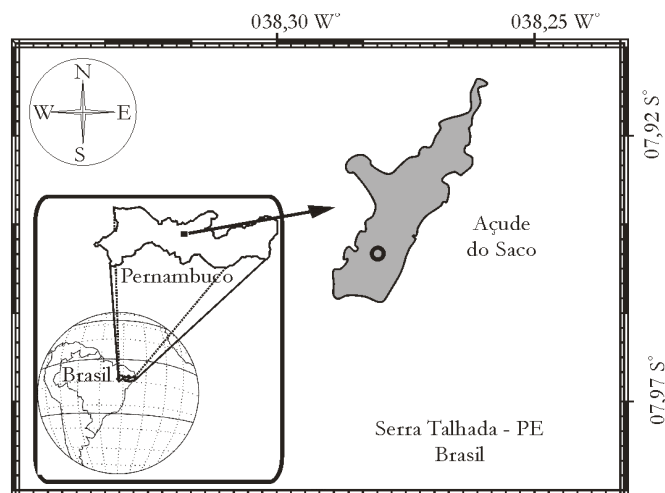 038,30 W°
038,25 W°
N
W
E
S
07,92 S°
Açude
do Saco
Pernambuco
Brasil
07,97 S°
Serra Talhada - PE
Brasil